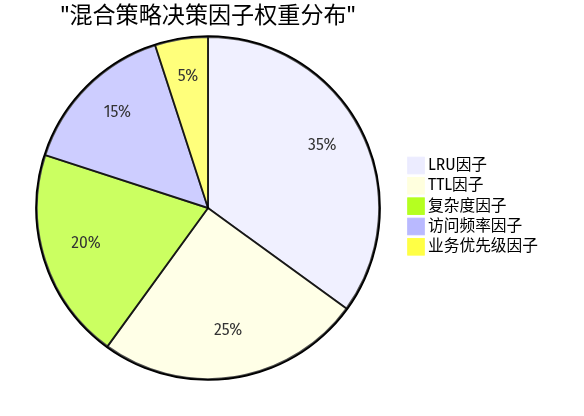 "混合策略决策因子权重分布"
5%
15%
35%
20%
25%
LRU因子
TTL因子
复杂度因子
访问频率因子
业务优先级因子